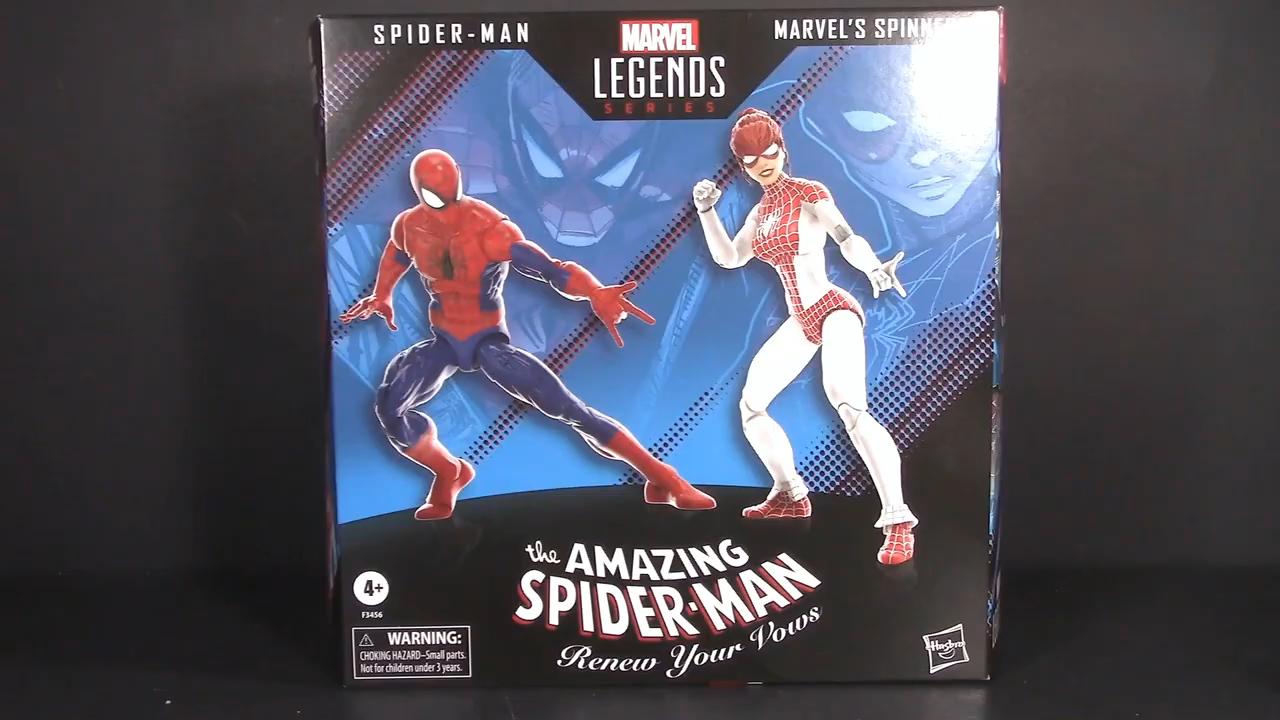 SPIDER-MAN
MARVEL
LEGENDS
SERIES
MARVEL'S
the AMAZING
SPIDER-MAN
Renew Your Vows
4+
F3456
WARNING:
CHOKING HAZARD–Small parts.
Not for children under 3 years.
Hasbro